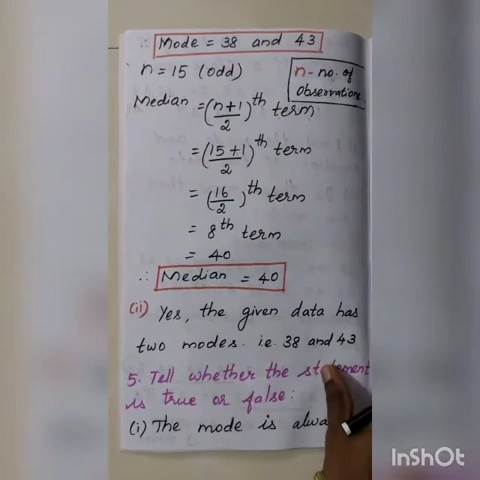 ∴ Mode = 38 and 43
n = 15 (odd)
n - no. of
Observations
Median = (n+1/2)th term
= (15+1/2)th term
= (16/2)th term
= 8th term
= 40
∴ Median = 40
(ii) Yes, the given data has
two modes. ie. 38 and 43
5. Tell whether the statement
is true or false:
(i) The mode is
InShOt